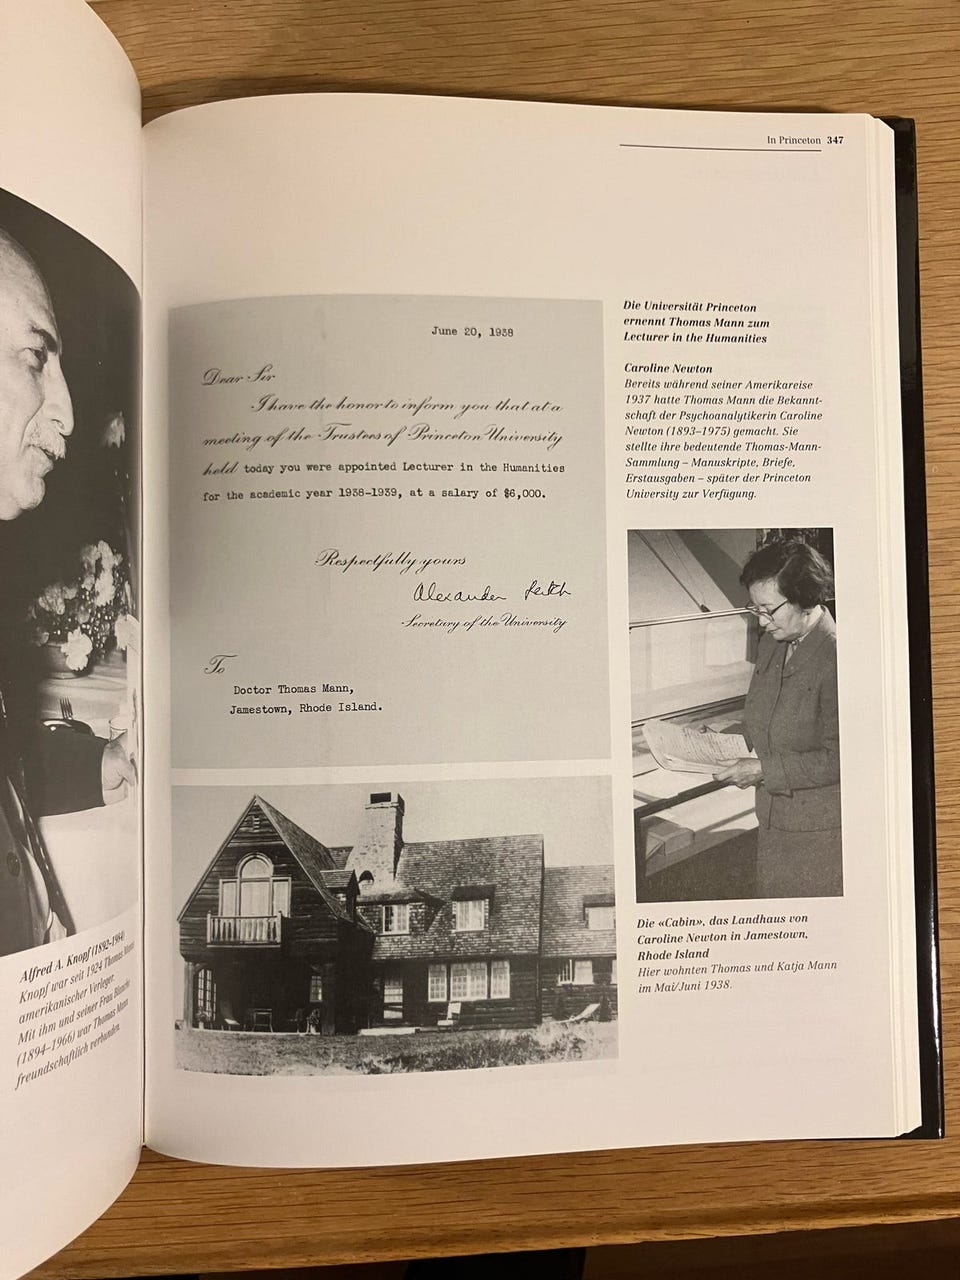 Alfred A. Knopf (1892–1984)
Knopf war seit 1924 Thomas Manns
amerikanischer Verleger.
Mit ihm und seiner Frau Blanche
(1894–1966) war Thomas Mann
freundschaftlich verbunden.
In Princeton 347
June 20, 1938
Dear Sir
I have the honor to inform you that at a
meeting of the Trustees of Princeton University
held today you were appointed Lecturer in the Humanities
for the academic year 1938-1939, at a salary of $6,000.
Respectfully yours
Alexander Leitch
Secretary of the University
To
Doctor Thomas Mann,
Jamestown, Rhode Island.
Die Universität Princeton
ernennt Thomas Mann zum
Lecturer in the Humanities
Caroline Newton
Bereits während seiner Amerikareise
1937 hatte Thomas Mann die Bekannt-
schaft der Psychoanalytikerin Caroline
Newton (1893–1975) gemacht. Sie
stellte ihre bedeutende Thomas-Mann-
Sammlung – Manuskripte, Briefe,
Erstausgaben – später der Princeton
University zur Verfügung.
Die «Cabin», das Landhaus von
Caroline Newton in Jamestown,
Rhode Island
Hier wohnten Thomas und Katja Mann
im Mai/Juni 1938.